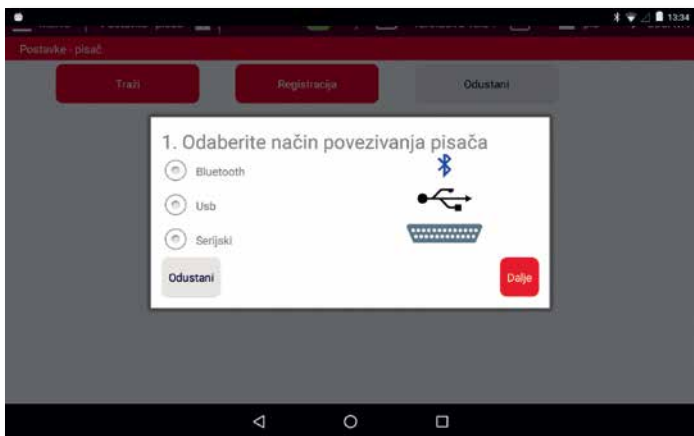 13:34
Postavke - pisač
Traži
Registracija
Odustani
1. Odaberite način povezivanja pisača
Bluetooth
Usb
Serijski
Odustani
Dalje